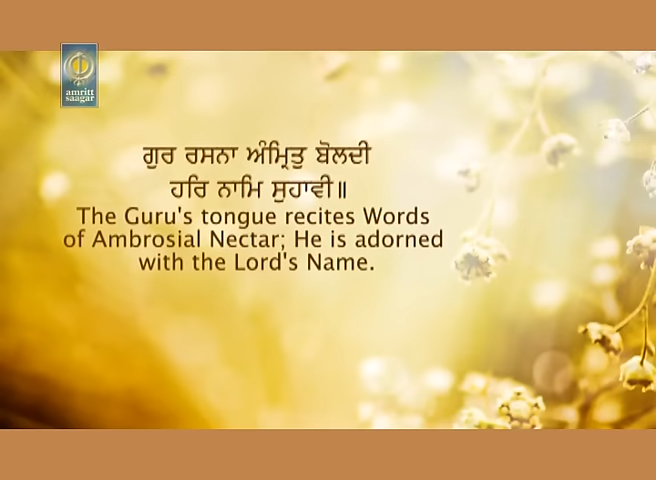 amritt
saagar
ਗੁਰ ਰਸਨਾ ਅੰਮ੍ਰਿਤੁ ਬੋਲਦੀ
ਹਰਿ ਨਾਮਿ ਸੁਹਾਵੀ॥
The Guru's tongue recites Words
of Ambrosial Nectar; He is adorned
with the Lord's Name.